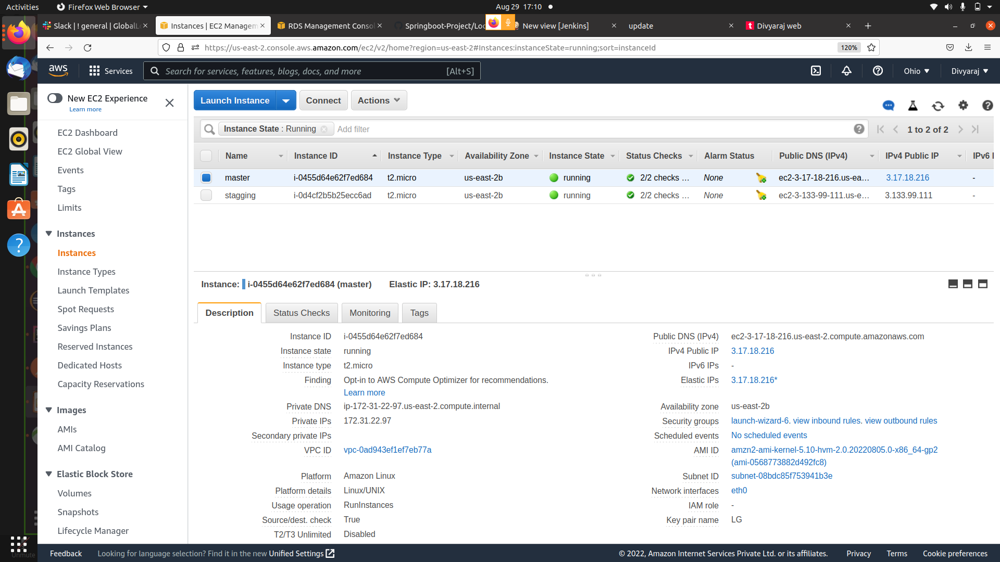 Activities
Firefox Web Browser
Aug 29 17:10
Slack | ! general | GlobalL
Instances | EC2 Managem
RDS Management Consol
Springboot-Project/Loc
New view [Jenkins]
update
Divyaraj web
https://us-east-2.console.aws.amazon.com/ec2/v2/home?region=us-east-2#Instances:instanceState=running;sort=instanceId
120%
aws
Services
Search for services, features, blogs, docs, and more
[Alt+S]
Ohio
Divyaraj
New EC2 Experience
Learn more
EC2 Dashboard
EC2 Global View
Events
Tags
Limits
Instances
Instances
Instance Types
Launch Templates
Spot Requests
Savings Plans
Reserved Instances
Dedicated Hosts
Capacity Reservations
Images
AMIs
AMI Catalog
Elastic Block Store
Volumes
Snapshots
Lifecycle Manager
Launch Instance
Connect
Actions
Instance State : Running
Add filter
1 to 2 of 2
Name Instance ID Instance Type Availability Zone Instance State Status Checks Alarm Status Public DNS (IPv4) IPv4 Public IP IPv6 I
master i-0455d64e62f7ed684 t2.micro us-east-2b running 2/2 checks ... None ec2-3-17-18-216.us-ea... 3.17.18.216 -
stagging i-0d4cf2b5b25ecc6ad t2.micro us-east-2b running 2/2 checks ... None ec2-3-133-99-111.us-e... 3.133.99.111 -
Instance: i-0455d64e62f7ed684 (master) Elastic IP: 3.17.18.216
Description
Status Checks
Monitoring
Tags
Instance ID i-0455d64e62f7ed684
Instance state running
Instance type t2.micro
Finding Opt-in to AWS Compute Optimizer for recommendations.
Learn more
Private DNS ip-172-31-22-97.us-east-2.compute.internal
Private IPs 172.31.22.97
Secondary private IPs
VPC ID vpc-0ad943ef1ef7eb77a
Platform Amazon Linux
Platform details Linux/UNIX
Usage operation RunInstances
Source/dest. check True
T2/T3 Unlimited Disabled
Public DNS (IPv4) ec2-3-17-18-216.us-east-2.compute.amazonaws.com
IPv4 Public IP 3.17.18.216
IPv6 IPs -
Elastic IPs 3.17.18.216*
Availability zone us-east-2b
Security groups launch-wizard-6. view inbound rules. view outbound rules
Scheduled events No scheduled events
AMI ID amzn2-ami-kernel-5.10-hvm-2.0.20220805.0-x86_64-gp2
(ami-0568773882d492fc8)
Subnet ID subnet-08bdc85f753941b3e
Network interfaces eth0
IAM role -
Key pair name LG
Unmute
Feedback
Looking for language selection? Find it in the new Unified Settings
© 2022, Amazon Internet Services Private Ltd. or its affiliates.
Privacy
Terms
Cookie preferences